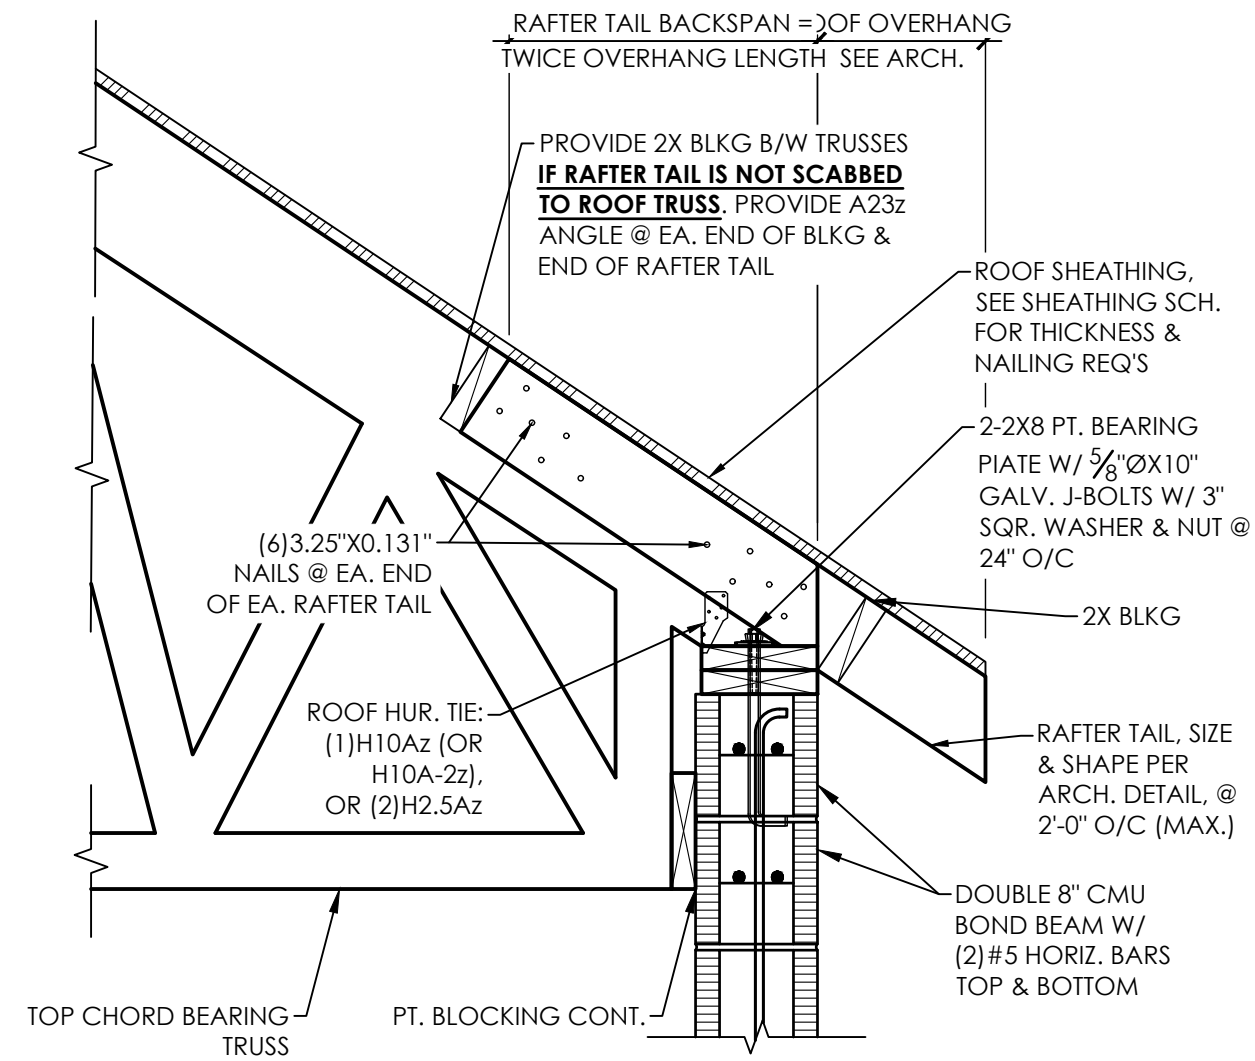 RAFTER TAIL BACKSPAN =
TWICE OVERHANG LENGTH
OOF OVERHANG
SEE ARCH.
PROVIDE 2X BLKG B/W TRUSSES
IF RAFTER TAIL IS NOT SCABBED
TO ROOF TRUSS. PROVIDE A23z
ANGLE @ EA. END OF BLKG &
END OF RAFTER TAIL
ROOF SHEATHING,
SEE SHEATHING SCH.
FOR THICKNESS &
NAILING REQ'S
2-2X8 PT. BEARING
PIATE W/ 5/8"ØX10"
GALV. J-BOLTS W/ 3"
SQR. WASHER & NUT @
24" O/C
(6)3.25"X0.131"
NAILS @ EA. END
OF EA. RAFTER TAIL
2X BLKG
ROOF HUR. TIE:
(1)H10Az (OR
H10A-2z),
OR (2)H2.5Az
RAFTER TAIL, SIZE
& SHAPE PER
ARCH. DETAIL, @
2'-0" O/C (MAX.)
DOUBLE 8" CMU
BOND BEAM W/
(2)#5 HORIZ. BARS
TOP & BOTTOM
TOP CHORD BEARING
TRUSS
PT. BLOCKING CONT.